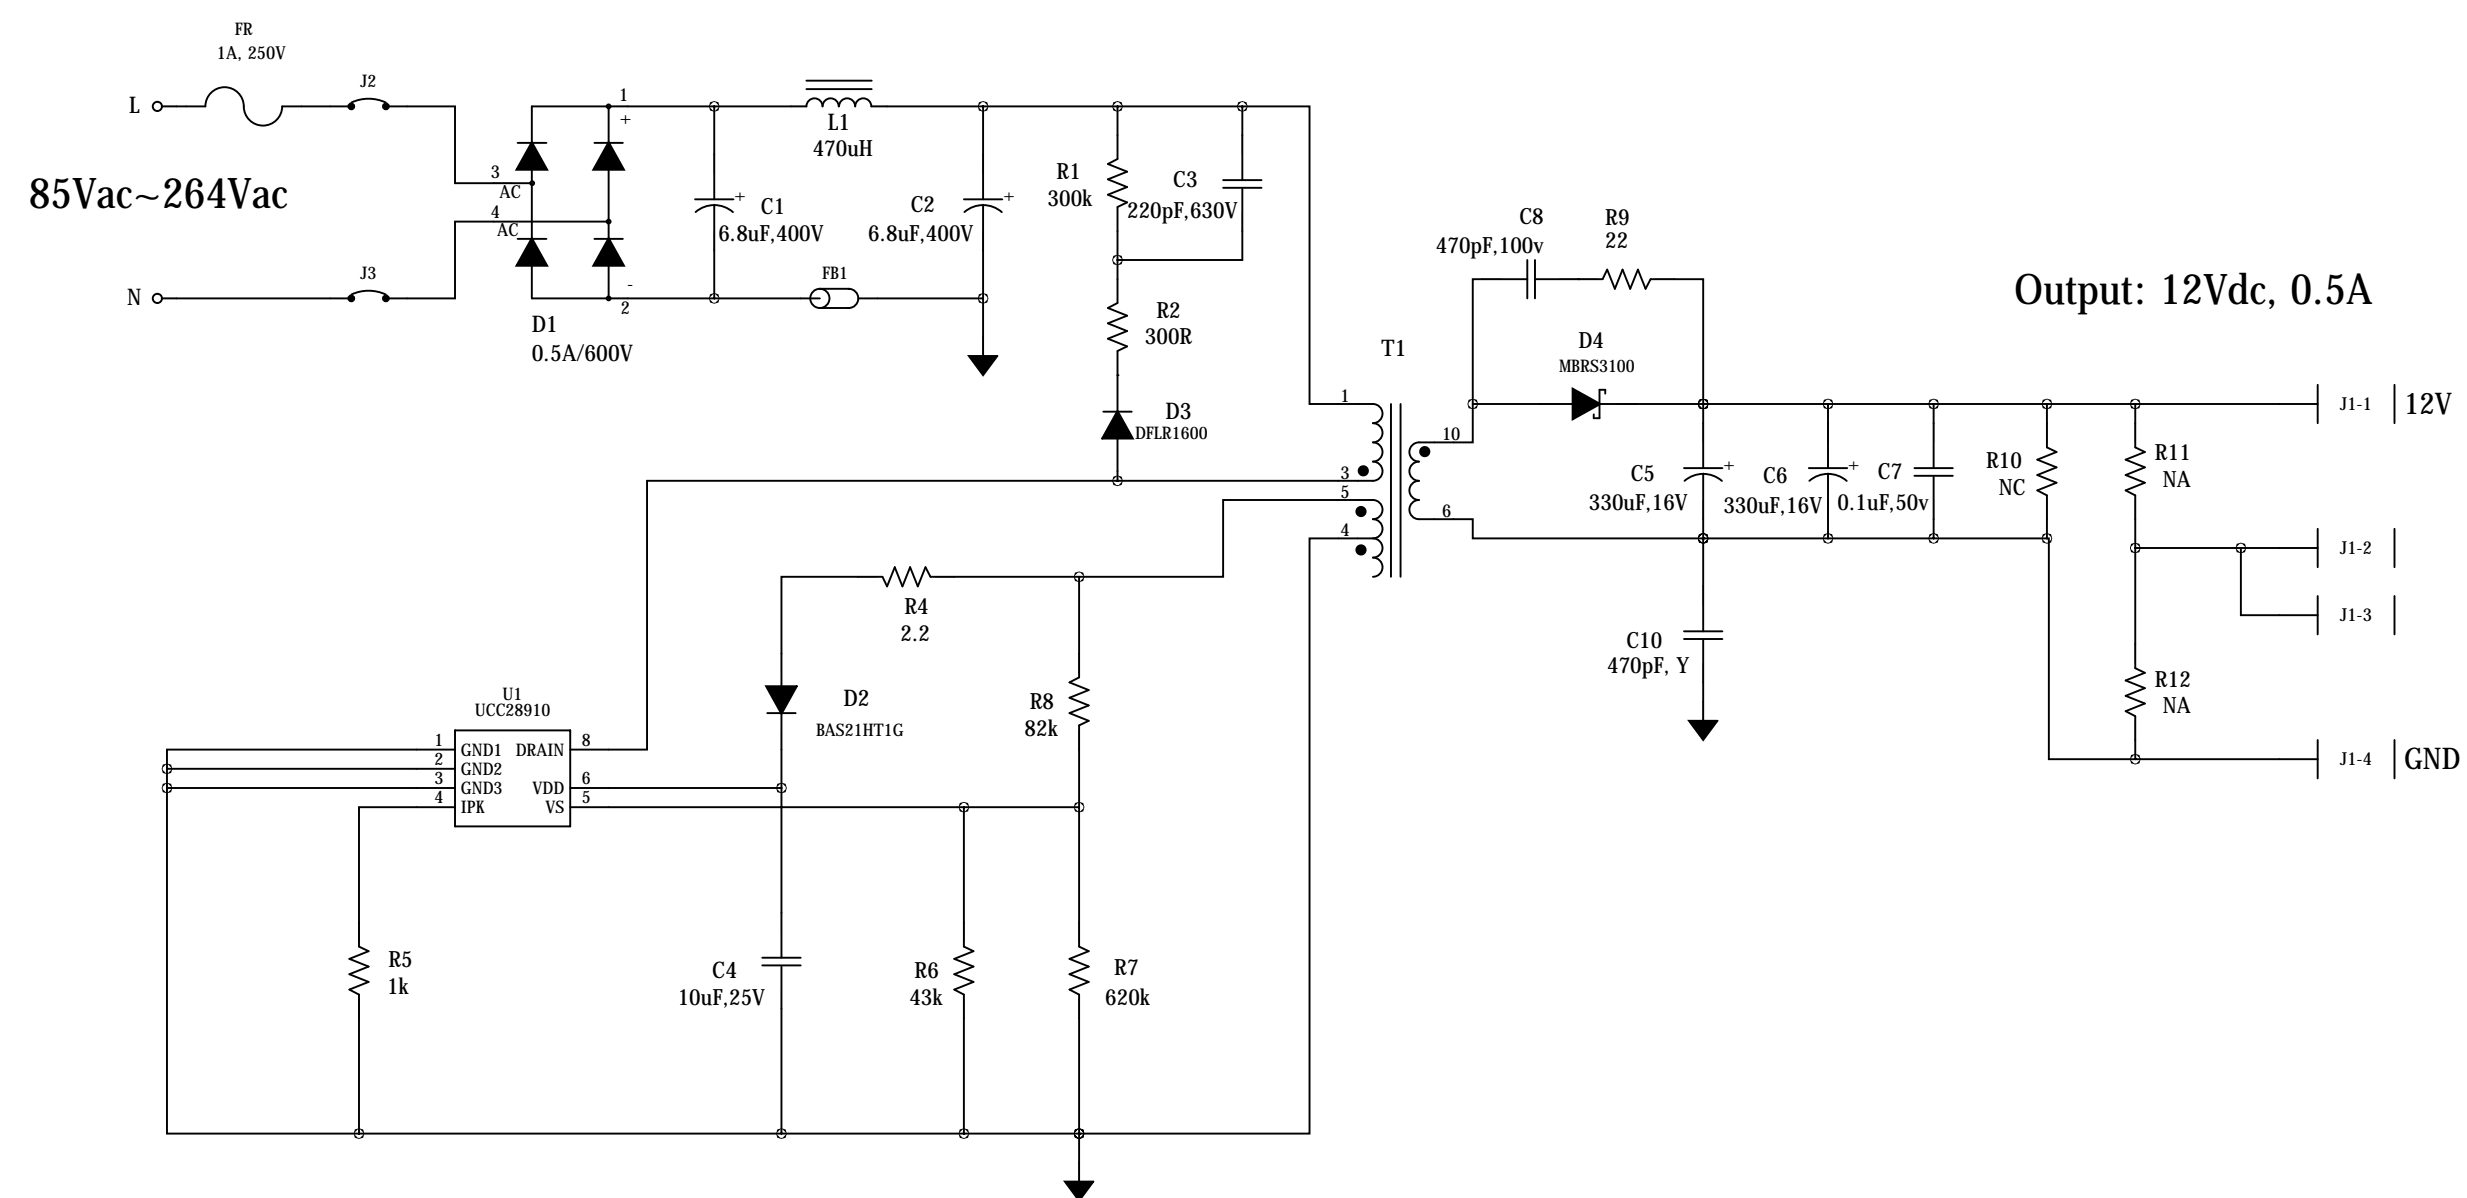 FR
1A, 250V
J2
L
85Vac~264Vac
J3
N
3
AC
4
AC
1
+
-
2
D1
0.5A/600V
L1
470uH
+
C1
6.8uF,400V
C2
+
6.8uF,400V
FB1
R1
300k
C3
220pF,630V
R2
300R
D3
DFLR1600
T1
1
3
5
4
10
6
C8
470pF,100v
R9
22
D4
MBRS3100
Output: 12Vdc, 0.5A
C5
+
330uF,16V
C6
+
330uF,16V
C7
0.1uF,50v
R10
NC
R11
NA
R12
NA
J1-1
12V
J1-2
J1-3
J1-4
GND
C10
470pF, Y
R4
2.2
D2
BAS21HT1G
R8
82k
U1
UCC28910
1
GND1
DRAIN
8
2
GND2
3
GND3
VDD
6
4
IPK
VS
5
R5
1k
C4
10uF,25V
R6
43k
R7
620k